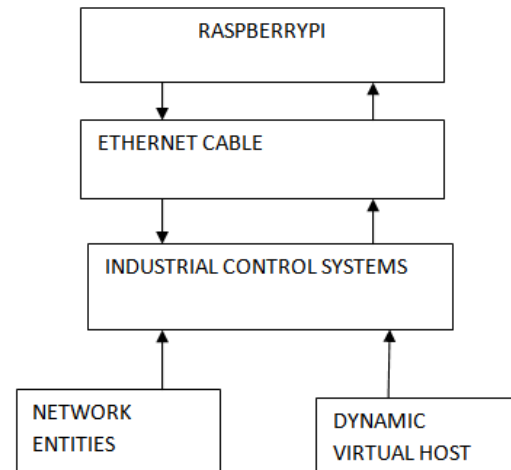 RASPBERRYPI
ETHERNET CABLE
INDUSTRIAL CONTROL SYSTEMS
NETWORK
ENTITIES
DYNAMIC
VIRTUAL HOST